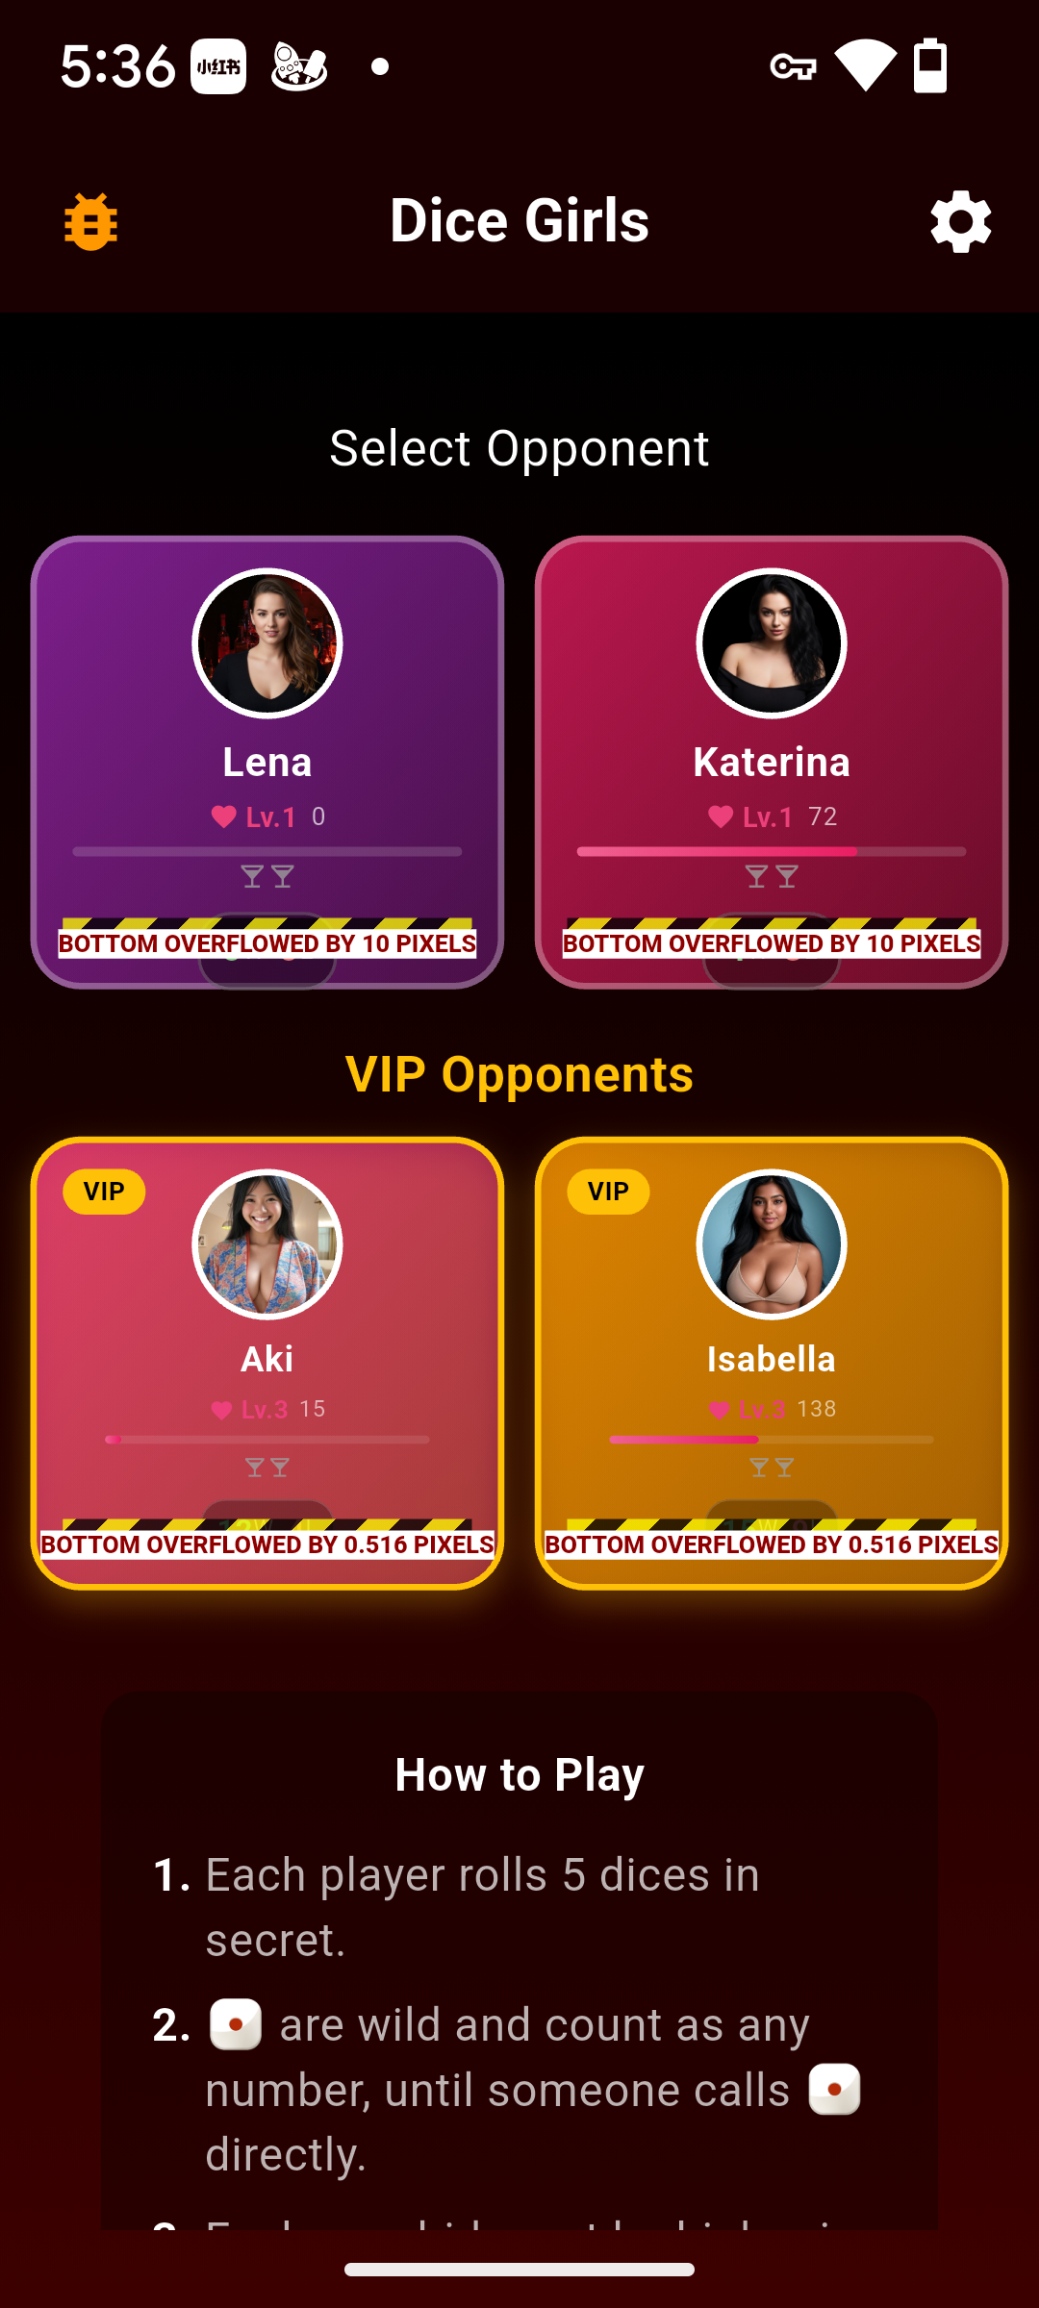 5:36 小红书
Dice Girls
Select Opponent
Lena
Lv.1 0
BOTTOM OVERFLOWED BY 10 PIXELS
Katerina
Lv.1 72
BOTTOM OVERFLOWED BY 10 PIXELS
VIP Opponents
VIP
Aki
Lv.3 15
BOTTOM OVERFLOWED BY 0.516 PIXELS
VIP
Isabella
Lv.3 138
BOTTOM OVERFLOWED BY 0.516 PIXELS
How to Play
1. Each player rolls 5 dices in
secret.
2. are wild and count as any
number, until someone calls
directly.